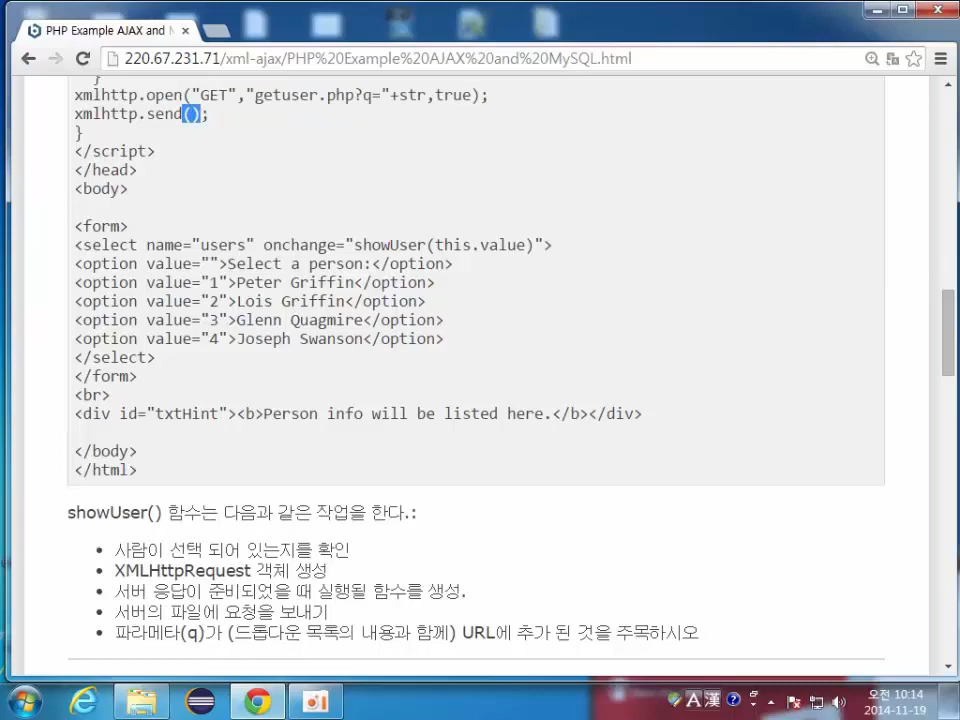 PHP Example AJAX and M
220.67.231.71/xml-ajax/PHP%20Example%20AJAX%20and%20MySQL.html
}
xmlhttp.open("GET","getuser.php?q="+str,true);
xmlhttp.send();
}
</script>
</head>
<body>
<form>
<select name="users" onchange="showUser(this.value)">
<option value="">Select a person:</option>
<option value="1">Peter Griffin</option>
<option value="2">Lois Griffin</option>
<option value="3">Glenn Quagmire</option>
<option value="4">Joseph Swanson</option>
</select>
</form>
<br>
<div id="txtHint"><b>Person info will be listed here.</b></div>
</body>
</html>
showUser() 함수는 다음과 같은 작업을 한다.:
• 사람이 선택 되어 있는지를 확인
• XMLHttpRequest 객체 생성
• 서버 응답이 준비되었을 때 실행될 함수를 생성.
• 서버의 파일에 요청을 보내기
• 파라메타(q)가 (드롭다운 목록의 내용과 함께) URL에 추가 된 것을 주목하시오
A 漢
오전 10:14
2014-11-19